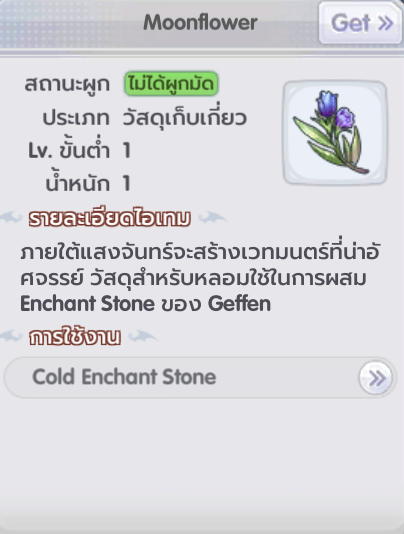 Moonflower
Get »
สถานะผูก ไม่ได้ผูกมัด
ประเภท วัสดุเก็บเกี่ยว
Lv. ขั้นต่ำ 1
น้ำหนัก 1
รายละเอียดไอเทม
ภายใต้แสงจันทร์จะสร้างเวทมนตร์ที่น่าอั
ศจรรย์ วัสดุสำหรับหลอมใช้ในการผสม
Enchant Stone ของ Geffen
การใช้งาน
Cold Enchant Stone »